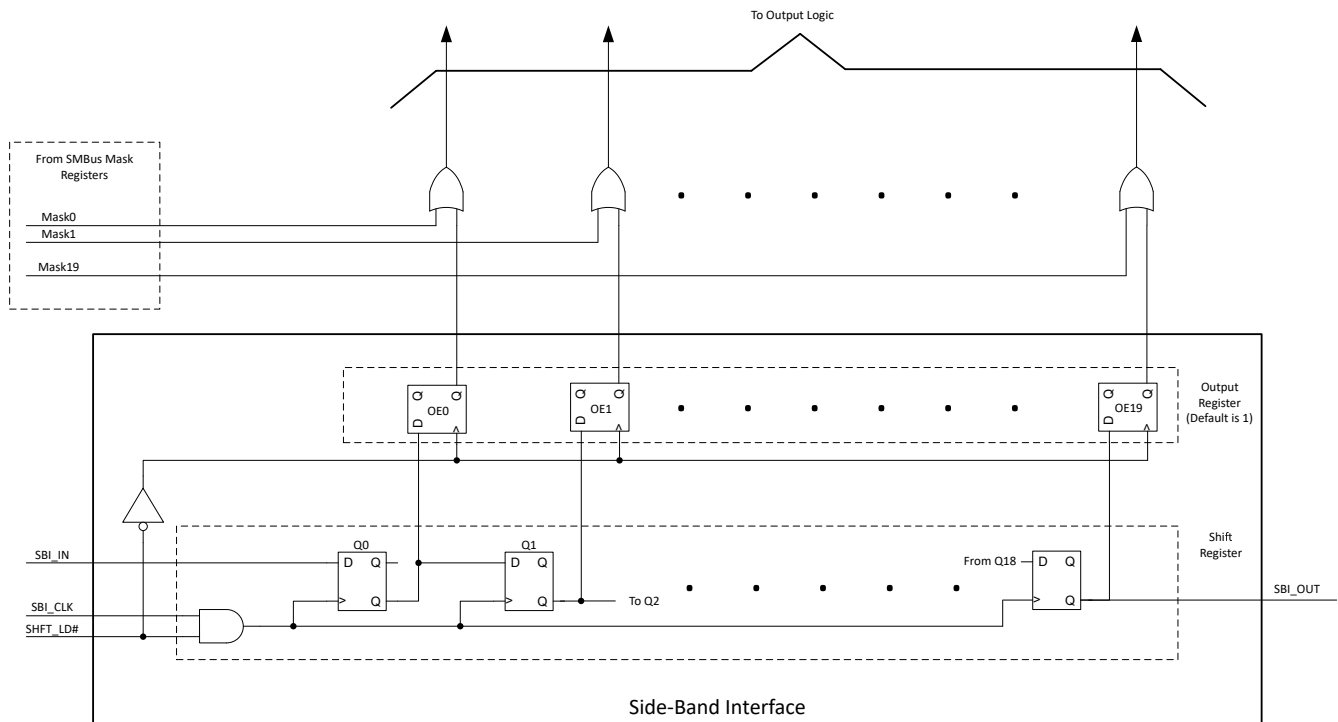 To Output Logic
From SMBus Mask
Registers
Mask0
Mask1
Mask19
Q Q
OE0
D >
Q Q
OE1
D >
Q Q
OE19
D >
Output
Register
(Default is 1)
Shift
Register
Q0
Q1
SBI_IN
D Q
D Q
From Q18
D Q
SBI_CLK
> Q
> Q
To Q2
> Q
SBI_OUT
SHFT_LD#
Side-Band Interface